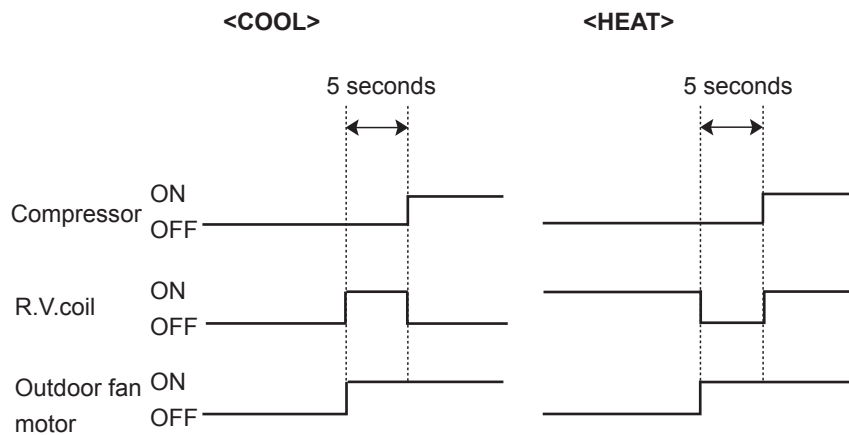 <COOL> <HEAT>
5 seconds 5 seconds
Compressor ON
OFF
R.V.coil ON
OFF
Outdoor fan ON
motor OFF